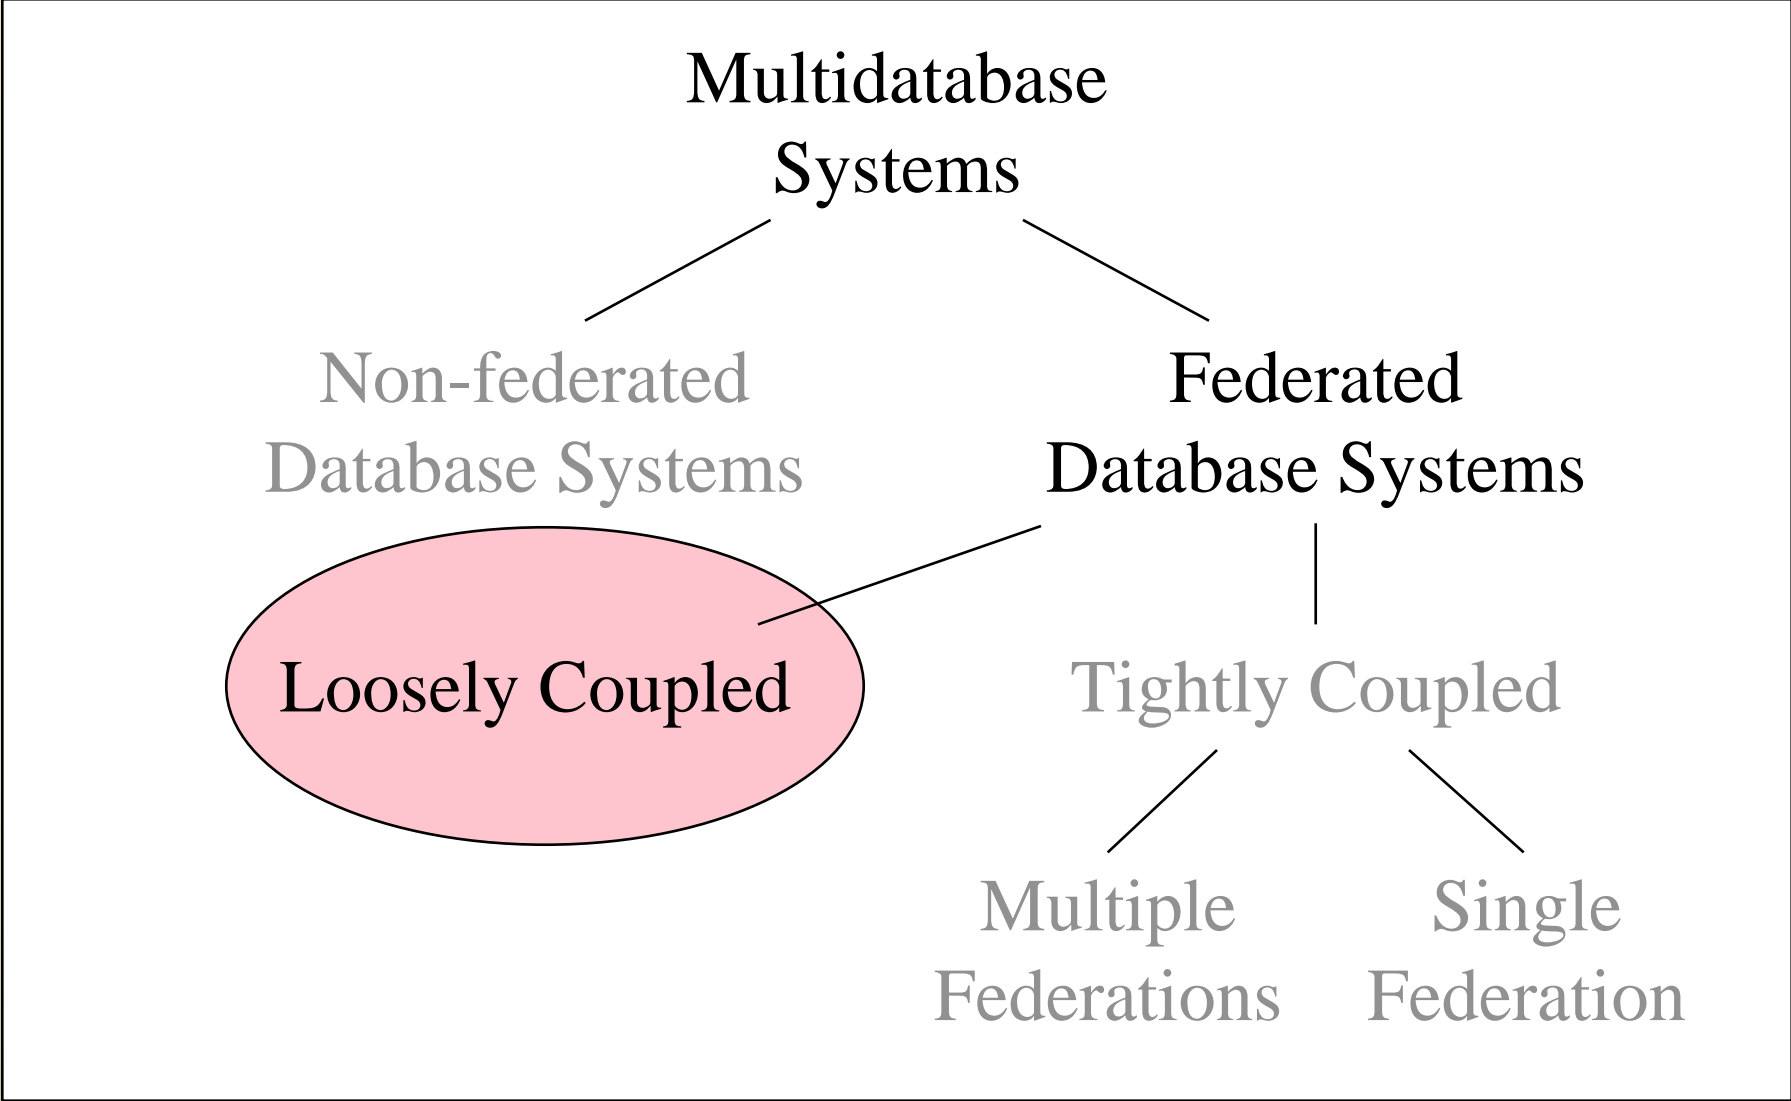 Multidatabase
Systems
Non-federated
Database Systems
Federated
Database Systems
Loosely Coupled
Tightly Coupled
Multiple
Federations
Single
Federation